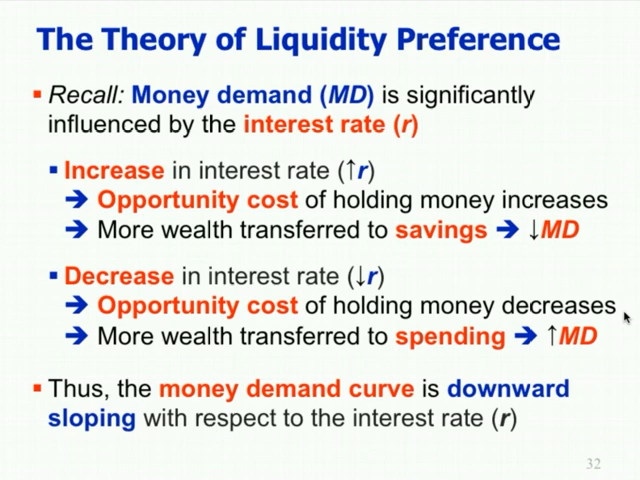 The Theory of Liquidity Preference
▪ Recall: Money demand (MD) is significantly
influenced by the interest rate (r)
▪ Increase in interest rate (↑r)
➔ Opportunity cost of holding money increases
➔ More wealth transferred to savings ➔ ↓MD
▪ Decrease in interest rate (↓r)
➔ Opportunity cost of holding money decreases
➔ More wealth transferred to spending ➔ ↑MD
▪ Thus, the money demand curve is downward
sloping with respect to the interest rate (r)
32